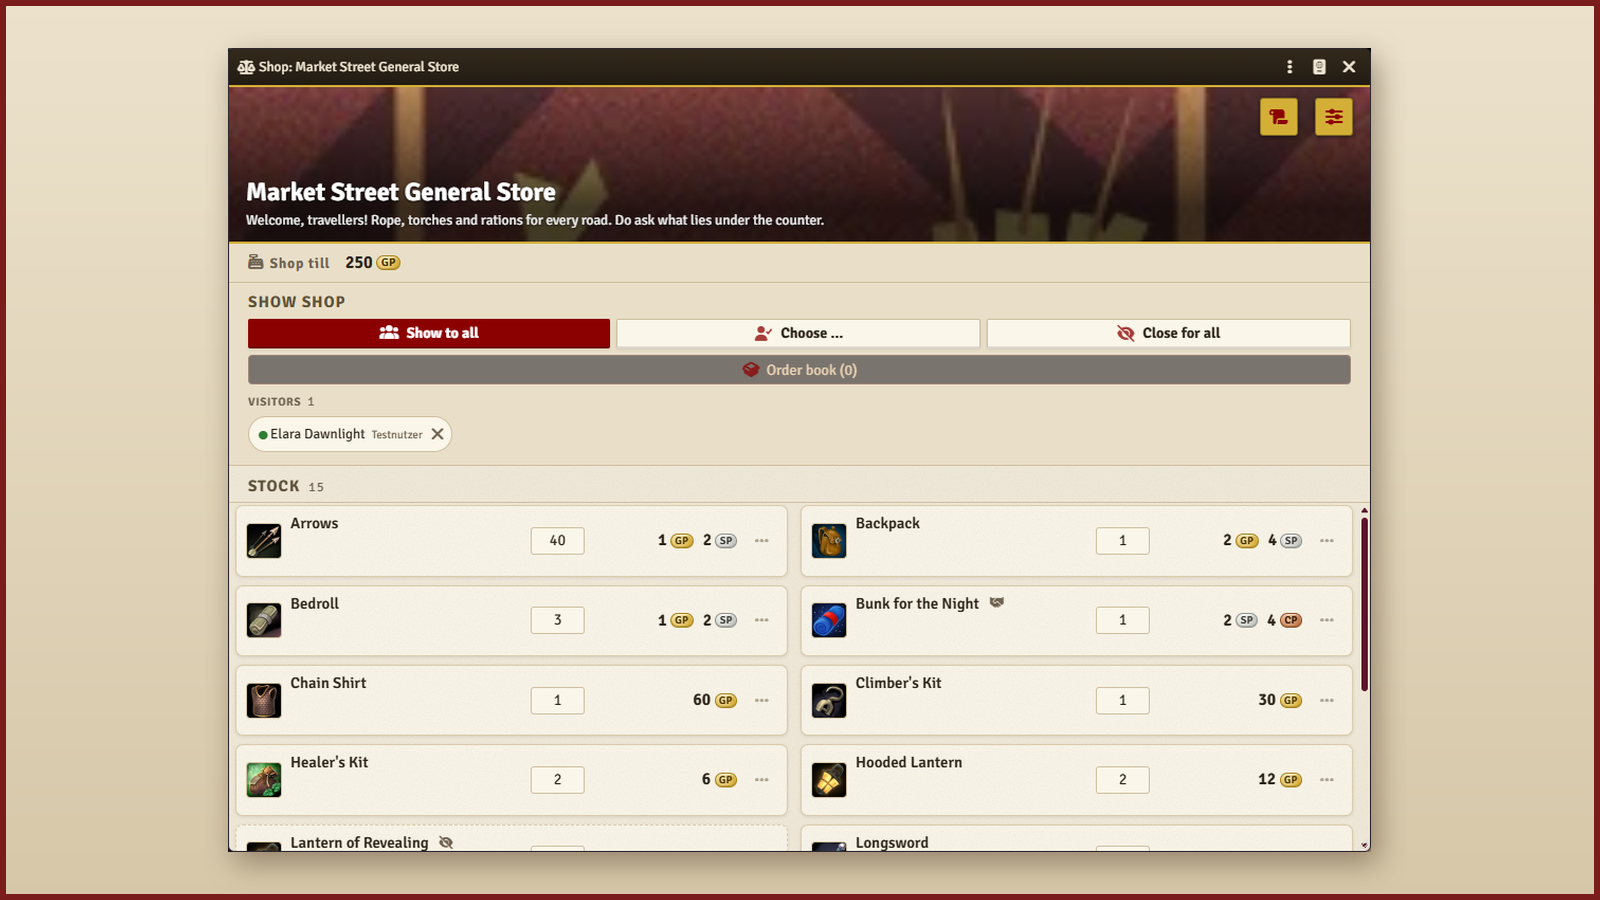 Shop: Market Street General Store
Market Street General Store
Welcome, travellers! Rope, torches and rations for every road. Do ask what lies under the counter.
Shop till 250 GP
SHOW SHOP
Show to all
Choose ...
Close for all
Order book (0)
VISITORS 1
Elara Dawnlight Testnutzer
STOCK 15
Arrows 40 1 GP 2 SP
Backpack 1 2 GP 4 SP
Bedroll 3 1 GP 2 SP
Bunk for the Night 1 2 SP 4 CP
Chain Shirt 1 60 GP
Climber's Kit 1 30 GP
Healer's Kit 2 6 GP
Hooded Lantern 2 12 GP
Lantern of Revealing
Longsword